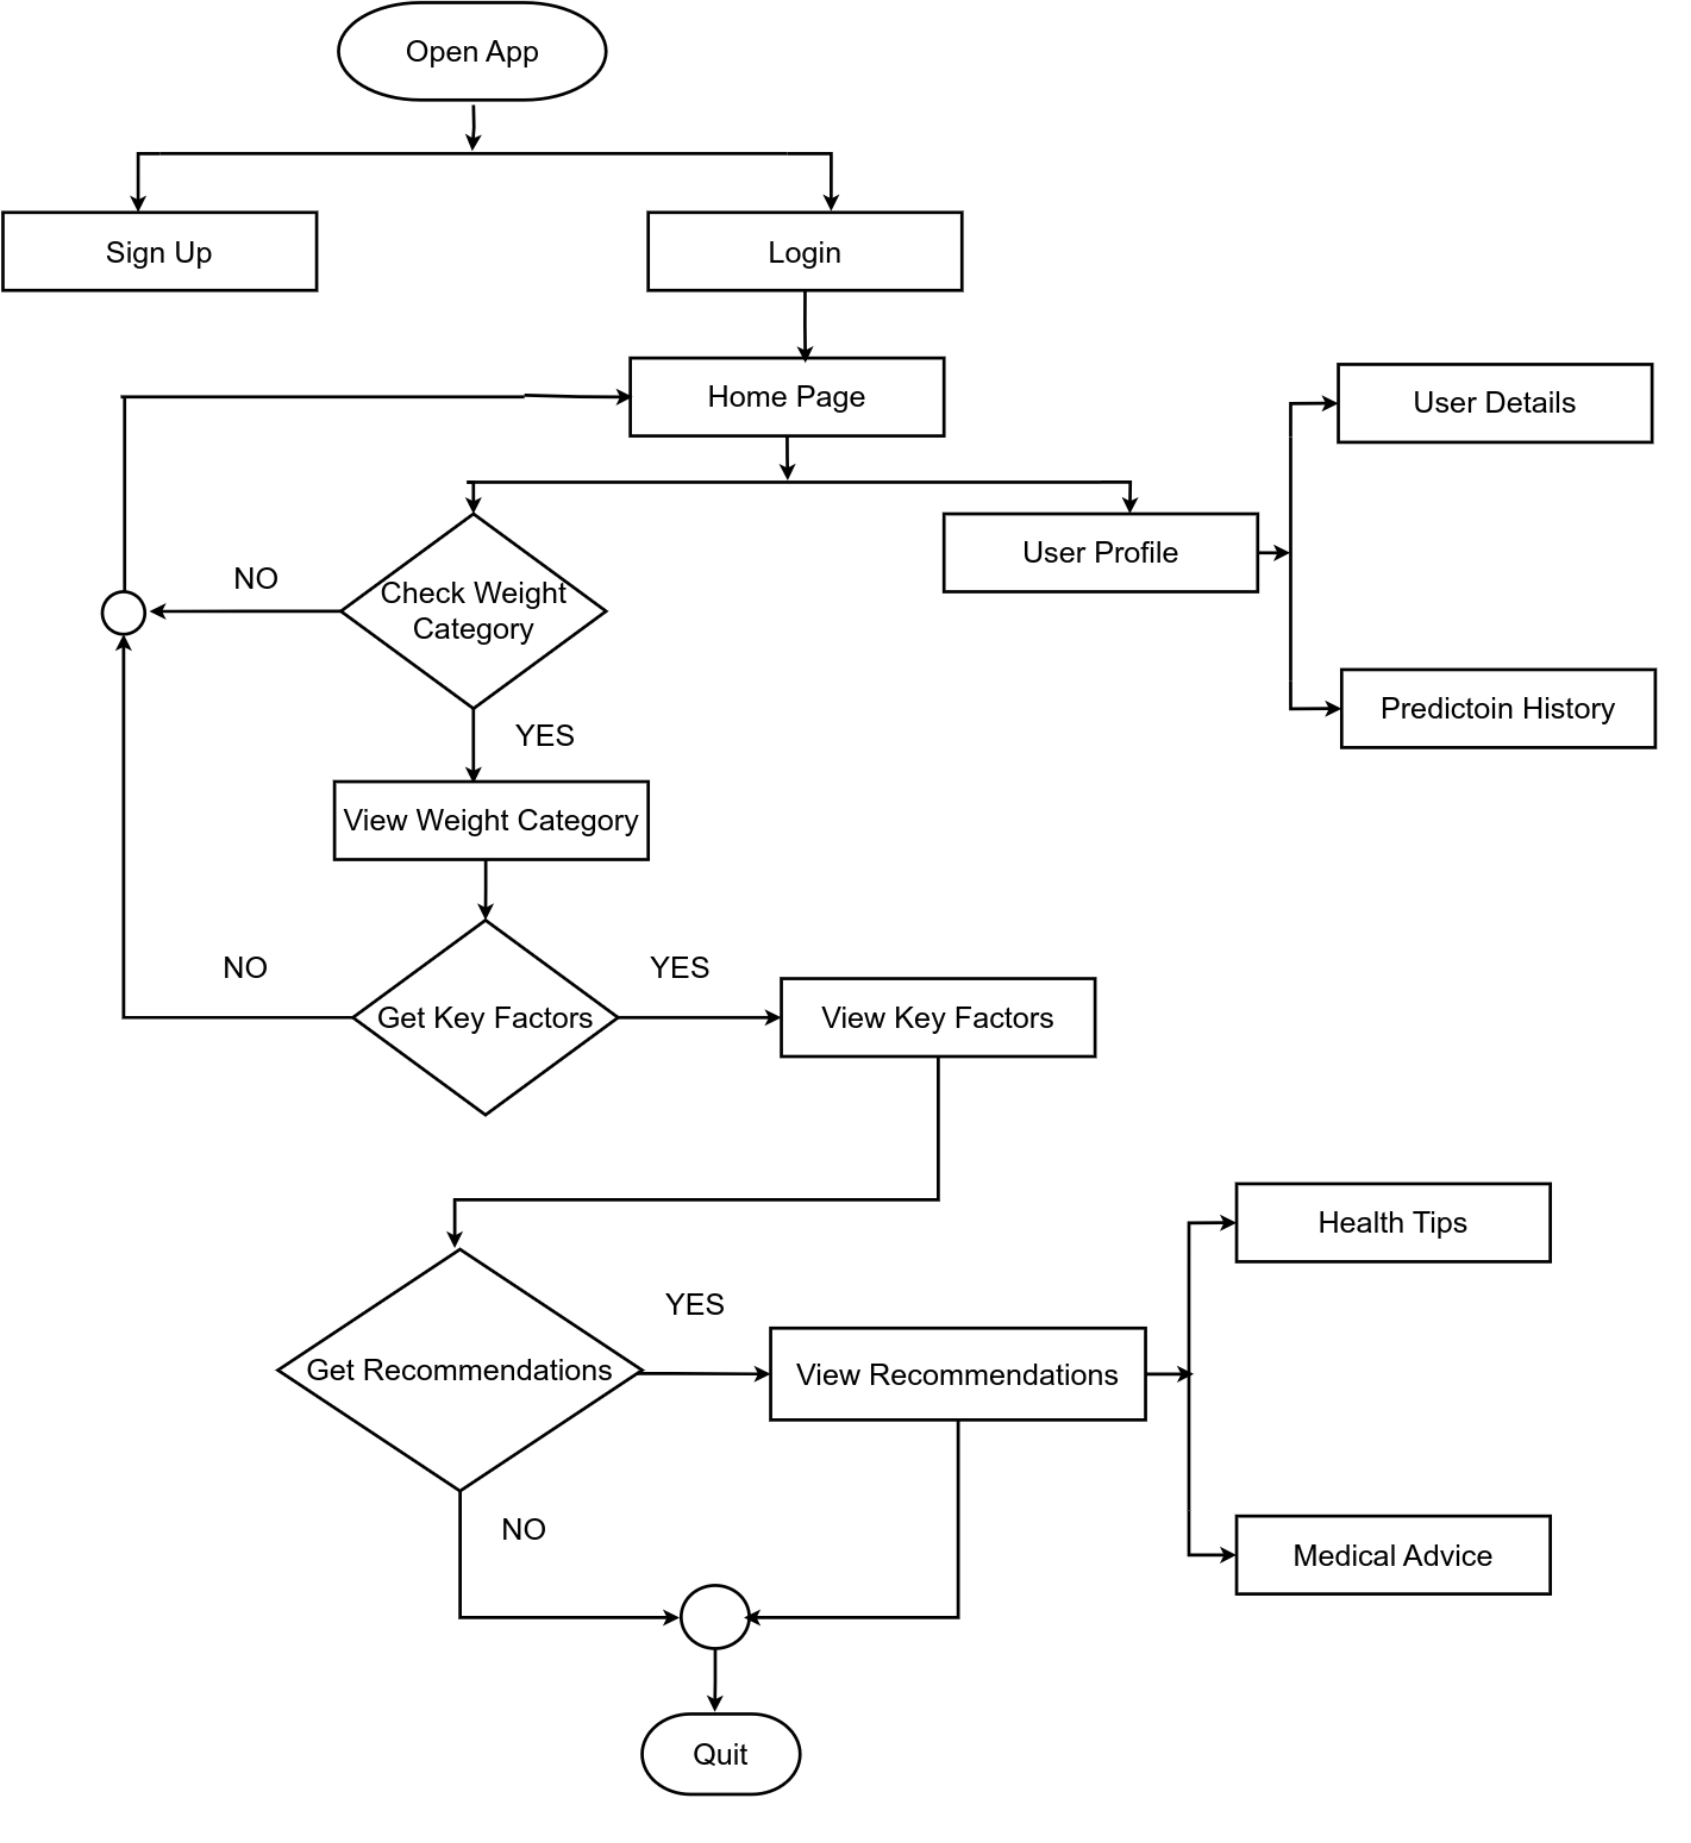 Open App
Sign Up
Login
Home Page
User Details
NO
Check Weight
Category
User Profile
YES
Predictoin History
View Weight Category
NO
YES
Get Key Factors
View Key Factors
Health Tips
YES
Get Recommendations
View Recommendations
NO
Medical Advice
Quit